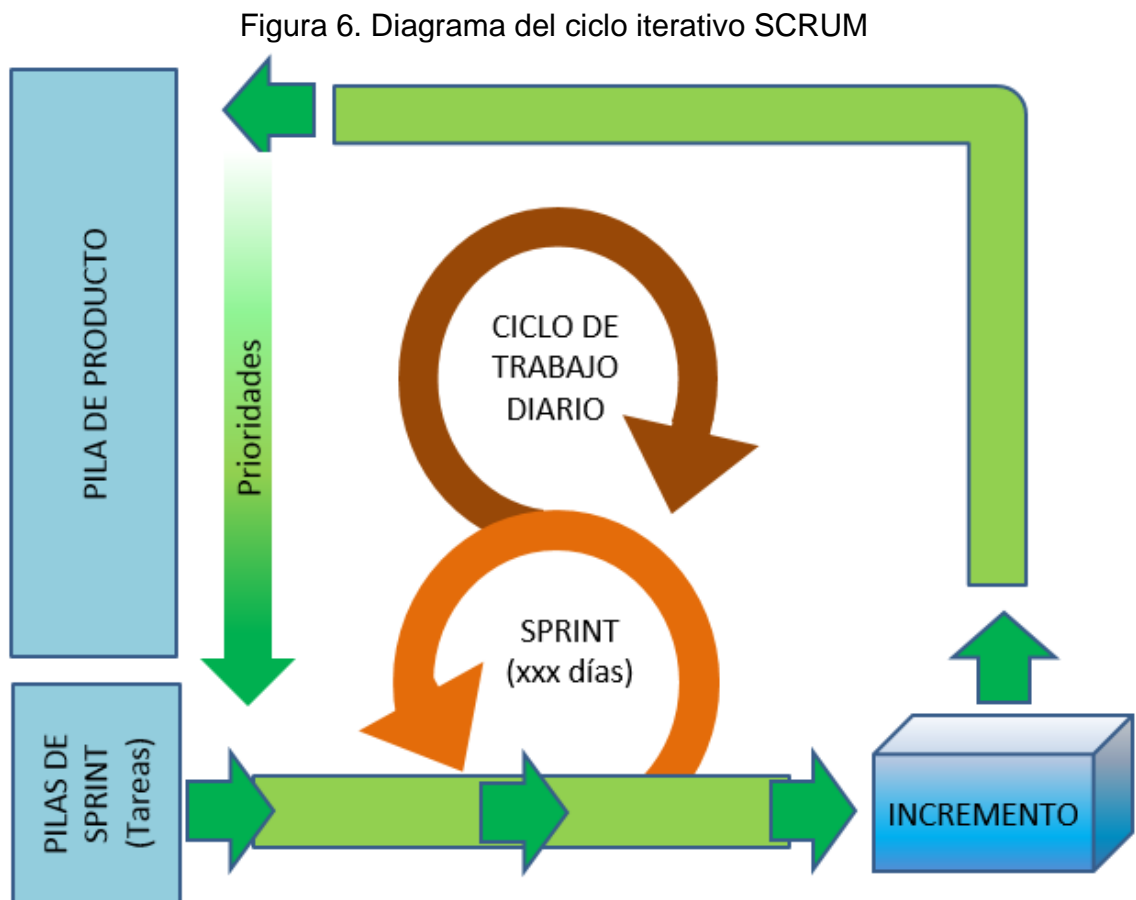 Figura 6. Diagrama del ciclo iterativo SCRUM
PILA DE PRODUCTO
Prioridades
CICLO DE
TRABAJO
DIARIO
SPRINT
(xxx días)
PILAS DE
SPRINT
(Tareas)
INCREMENTO